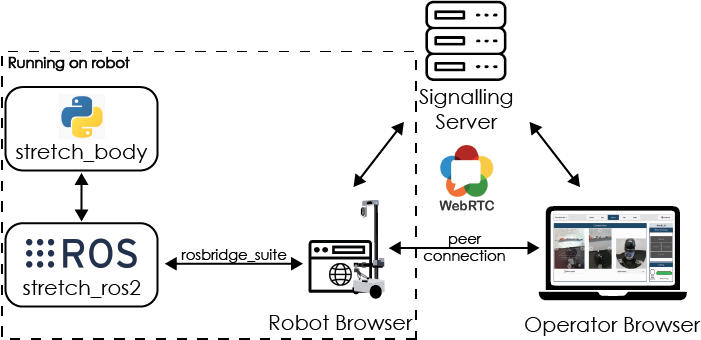 Running on robot
stretch_body
ROS
stretch_ros2
rosbridge_suite
Robot Browser
Signalling
Server
WebRTC
peer
connection
Operator Browser